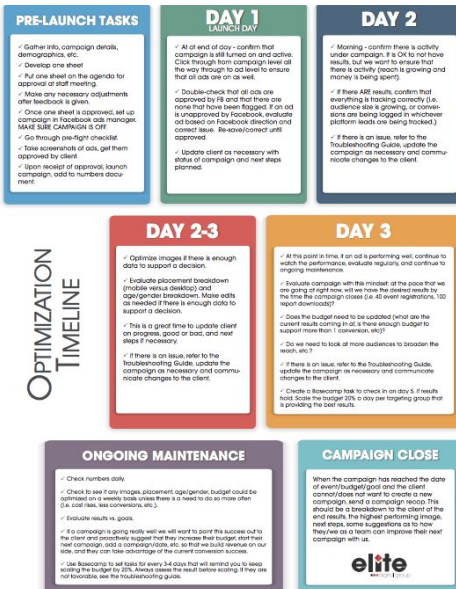 PRE-LAUNCH TASKS
✓ Gather info, campaign details,
demographics, etc.
✓ Develop one sheet
✓ Put one sheet on the agenda for
approval at staff meeting.
✓ Make any necessary adjustments
after feedback is given.
✓ Once one sheet is approved, set up
campaign in Facebook ads manager.
MAKE SURE CAMPAIGN IS OFF
✓ Go through pre-flight checklist.
✓ Take screenshots of ads, get them
approved by client.
✓ Upon receipt of approval, launch
campaign, add to numbers docu-
ment.
DAY 1
LAUNCH DAY
✓ At at end of day - confirm that
campaign is still turned on and active.
Click through from campaign level all
the way through to ad level to ensure
that all ads are on as well.
✓ Double-check that all ads are
approved by FB and that there are
none that have been flagged. If an ad
is unapproved by Facebook, evaluate
ad based on Facebook direction and
correct issue. Re-save/correct until
approved.
✓ Update client as necessary with
status of campaign and next steps
planned.
DAY 2
✓ Morning - confirm there is activity
under campaign. It is OK to not have
results, but we want to ensure that
there is activity (reach is growing and
money is being spent).
✓ If there ARE results, confirm that
everything is tracking correctly (i.e.
audience size is growing, or conver-
sions are being logged in whichever
platform leads are being tracked.)
✓ If there is an issue, refer to the
Troubleshooting Guide, update the
campaign as necessary and commu-
nicate changes to the client.
OPTIMIZATION
TIMELINE
DAY 2-3
✓ Optimize images if there is enough
data to support a decision.
✓ Evaluate placement breakdown
(mobile versus desktop) and
age/gender breakdown. Make edits
as needed if there is enough data to
support a decision.
✓ This is a great time to update client
on progress, good or bad, and next
steps if necessary.
✓ If there is an issue, refer to the
Troubleshooting Guide, update the
campaign as necessary and commu-
nicate changes to the client.
DAY 3
✓ At this point in time, if an ad is performing well, continue to
watch the performance, evaluate regularly, and continue to
ongoing maintenance.
✓ Evaluate campaign with this mindset: at the pace that we
are going at right now, will we have the desired results by
the time the campaign closes (i.e. 40 event registrations, 100
report downloads)?
✓ Does the budget need to be updated (what are the
current results coming in at, is there enough budget to
support more than 1 conversion, etc)?
✓ Do we need to look at more audiences to broaden the
reach, etc.?
✓ If there is an issue, refer to the Troubleshooting Guide,
update the campaign as necessary and communicate
changes to the client.
✓ Create a Basecamp task to check in on day 5. If results
hold. Scale the budget 20% a day per targeting group that
is providing the best results.
ONGOING MAINTENANCE
✓ Check numbers daily.
✓ Check to see if any images, placement, age/gender, budget could be
optimized on a weekly basis unless there is a need to do so more often
(i.e. cost rises, less conversions, etc.).
✓ Evaluate results vs. goals.
✓ If a campaign is going really well we will want to point this success out to
the client and proactively suggest that they increase their budget, start their
next campaign, add a campaign/date, etc. so that we build revenue on our
side, and they can take advantage of the current conversion success.
✓ Use Basecamp to set tasks for every 3-4 days that will remind you to keep
scaling the budget by 20%. Always assess the result before scaling. If they are
not favorable, see the troubleshooting guide.
CAMPAIGN CLOSE
When the campaign has reached the date
of event/budget/goal and the client
cannot/does not want to create a new
campaign, send a campaign recap. This
should be a breakdown to the client of the
end results, the highest performing image,
next steps, some suggestions as to how
they/we as a team can improve their next
campaign with us.
elite
digital group